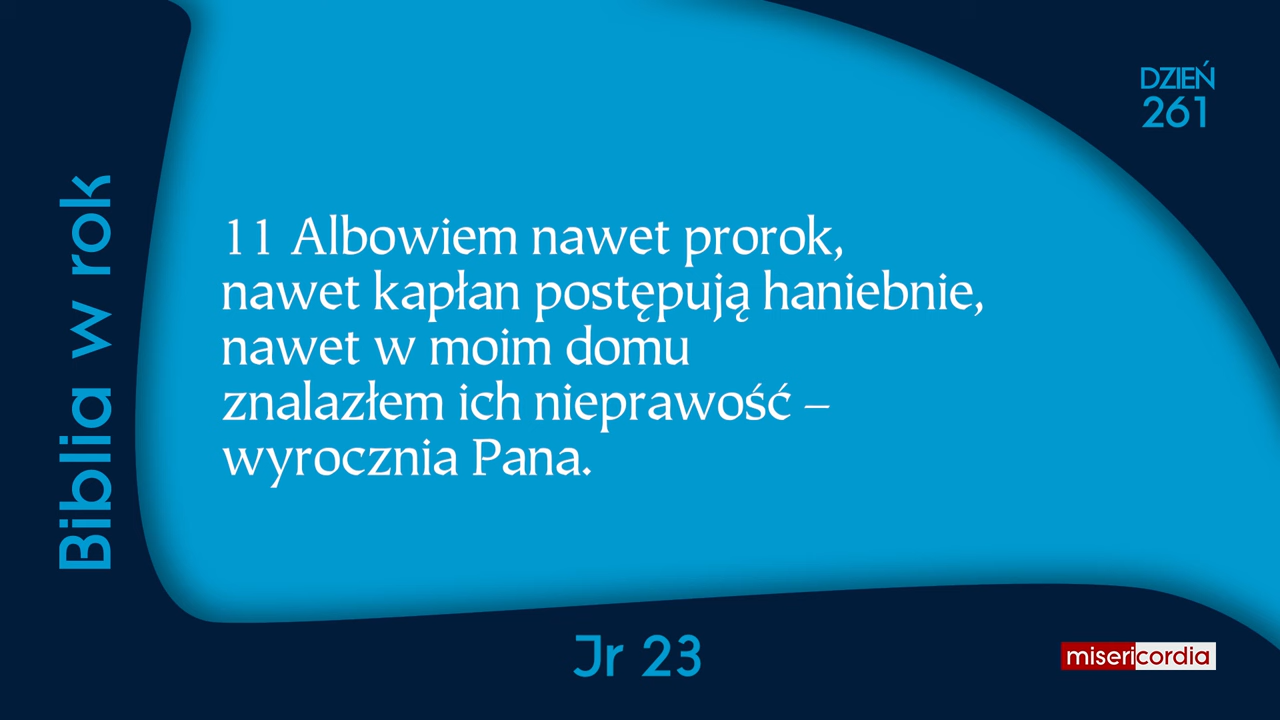 DZIEŃ
261
Biblia w rok
11 Albowiem nawet prorok,
nawet kapłan postępują haniebnie,
nawet w moim domu
znalazłem ich nieprawość –
wyrocznia Pana.
Jr 23
misericordia